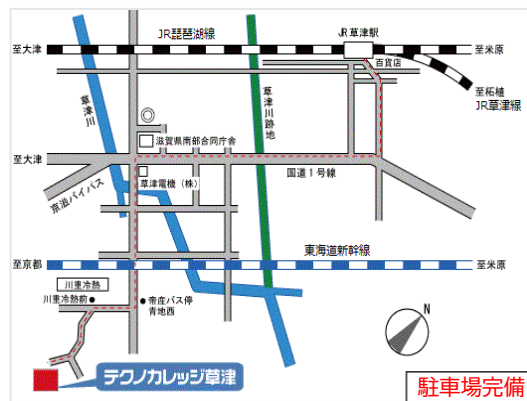 JR琵琶湖線
JR草津駅
至大津
至米原
百貨店
至柘植
JR草津線
草津川
草津川跡地
滋賀県南部合同庁舎
至大津
国道1号線
京滋バイパス
草津電機(株)
東海道新幹線
至京都
至米原
川重冷熱
川重冷熱前
帝産バス停
青地西
N
テクノカレッジ草津
駐車場完備